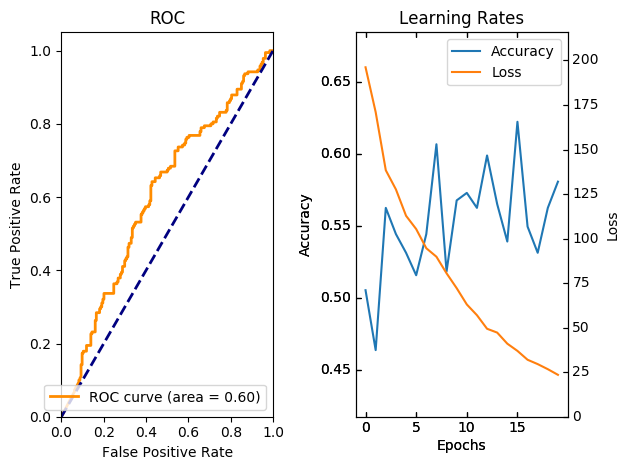 ROC
1.0
0.8
0.6
0.4
0.2
0.0
True Positive Rate
ROC curve (area = 0.60)
0.0 0.2 0.4 0.6 0.8 1.0
False Positive Rate
Learning Rates
Accuracy
Loss
0.65
0.60
0.55
0.50
0.45
Accuracy
200
175
150
125
100
75
50
25
0
Loss
0 5 10 15
Epochs